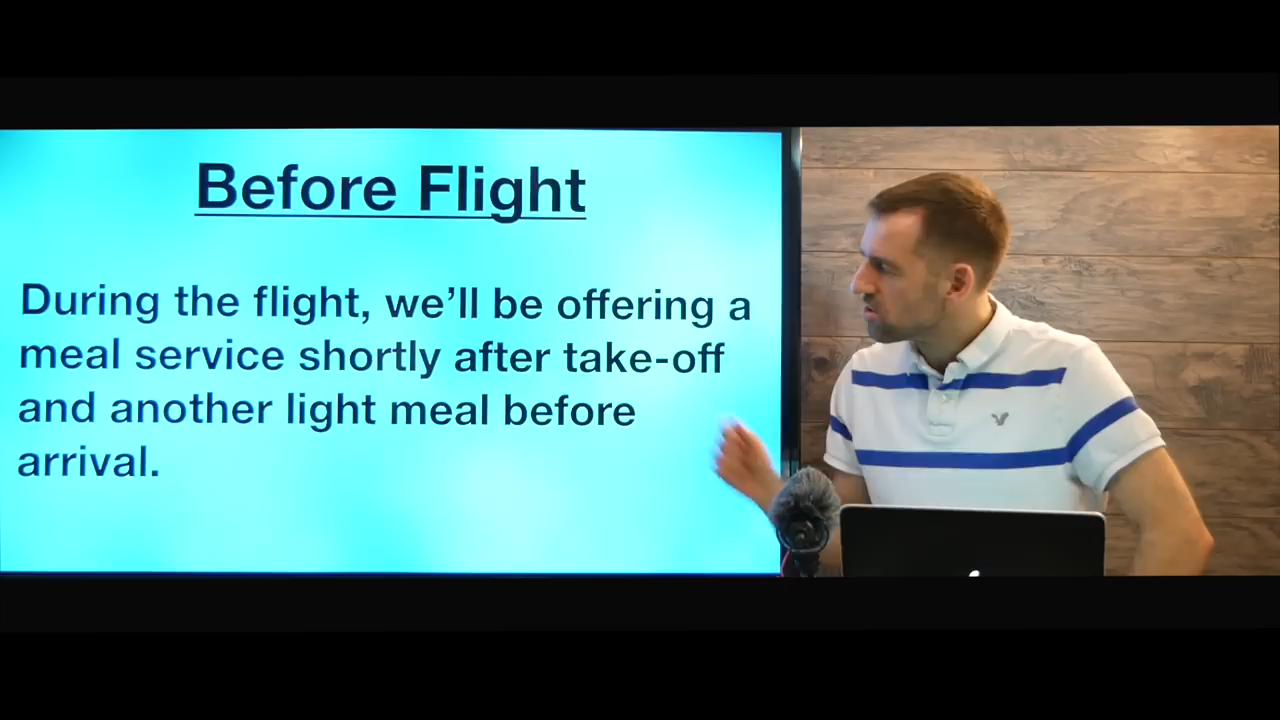 Before Flight
During the flight, we’ll be offering a
meal service shortly after take-off
and another light meal before
arrival.